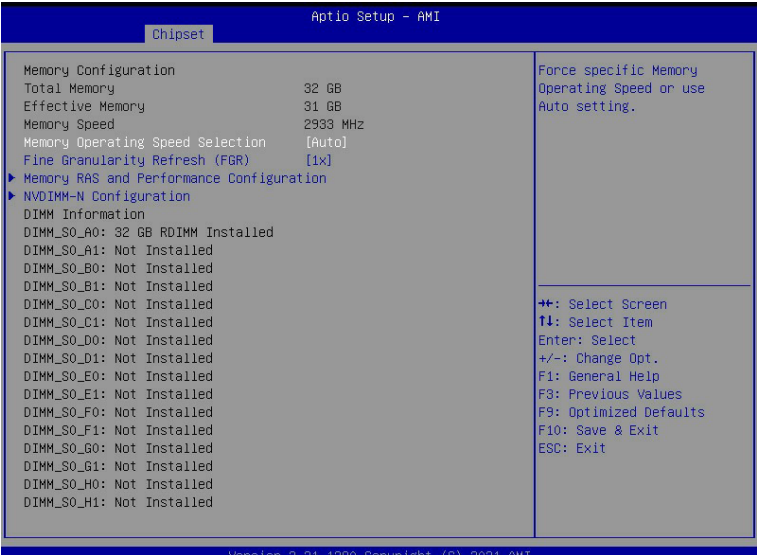 Aptio Setup - AMI
Chipset
Memory Configuration
Total Memory 32 GB
Effective Memory 31 GB
Memory Speed 2933 MHz
Memory Operating Speed Selection [Auto]
Fine Granularity Refresh (FGR) [1x]
Memory RAS and Performance Configuration
NVDIMM-N Configuration
DIMM Information
DIMM_S0_A0: 32 GB RDIMM Installed
DIMM_S0_A1: Not Installed
DIMM_S0_B0: Not Installed
DIMM_S0_B1: Not Installed
DIMM_S0_C0: Not Installed
DIMM_S0_C1: Not Installed
DIMM_S0_D0: Not Installed
DIMM_S0_D1: Not Installed
DIMM_S0_E0: Not Installed
DIMM_S0_E1: Not Installed
DIMM_S0_F0: Not Installed
DIMM_S0_F1: Not Installed
DIMM_S0_G0: Not Installed
DIMM_S0_G1: Not Installed
DIMM_S0_H0: Not Installed
DIMM_S0_H1: Not Installed
Force specific Memory
Operating Speed or use
Auto setting.
→←: Select Screen
↑↓: Select Item
Enter: Select
+/-: Change Opt.
F1: General Help
F3: Previous Values
F9: Optimized Defaults
F10: Save & Exit
ESC: Exit
Version Copyright (C) 2021 AMI